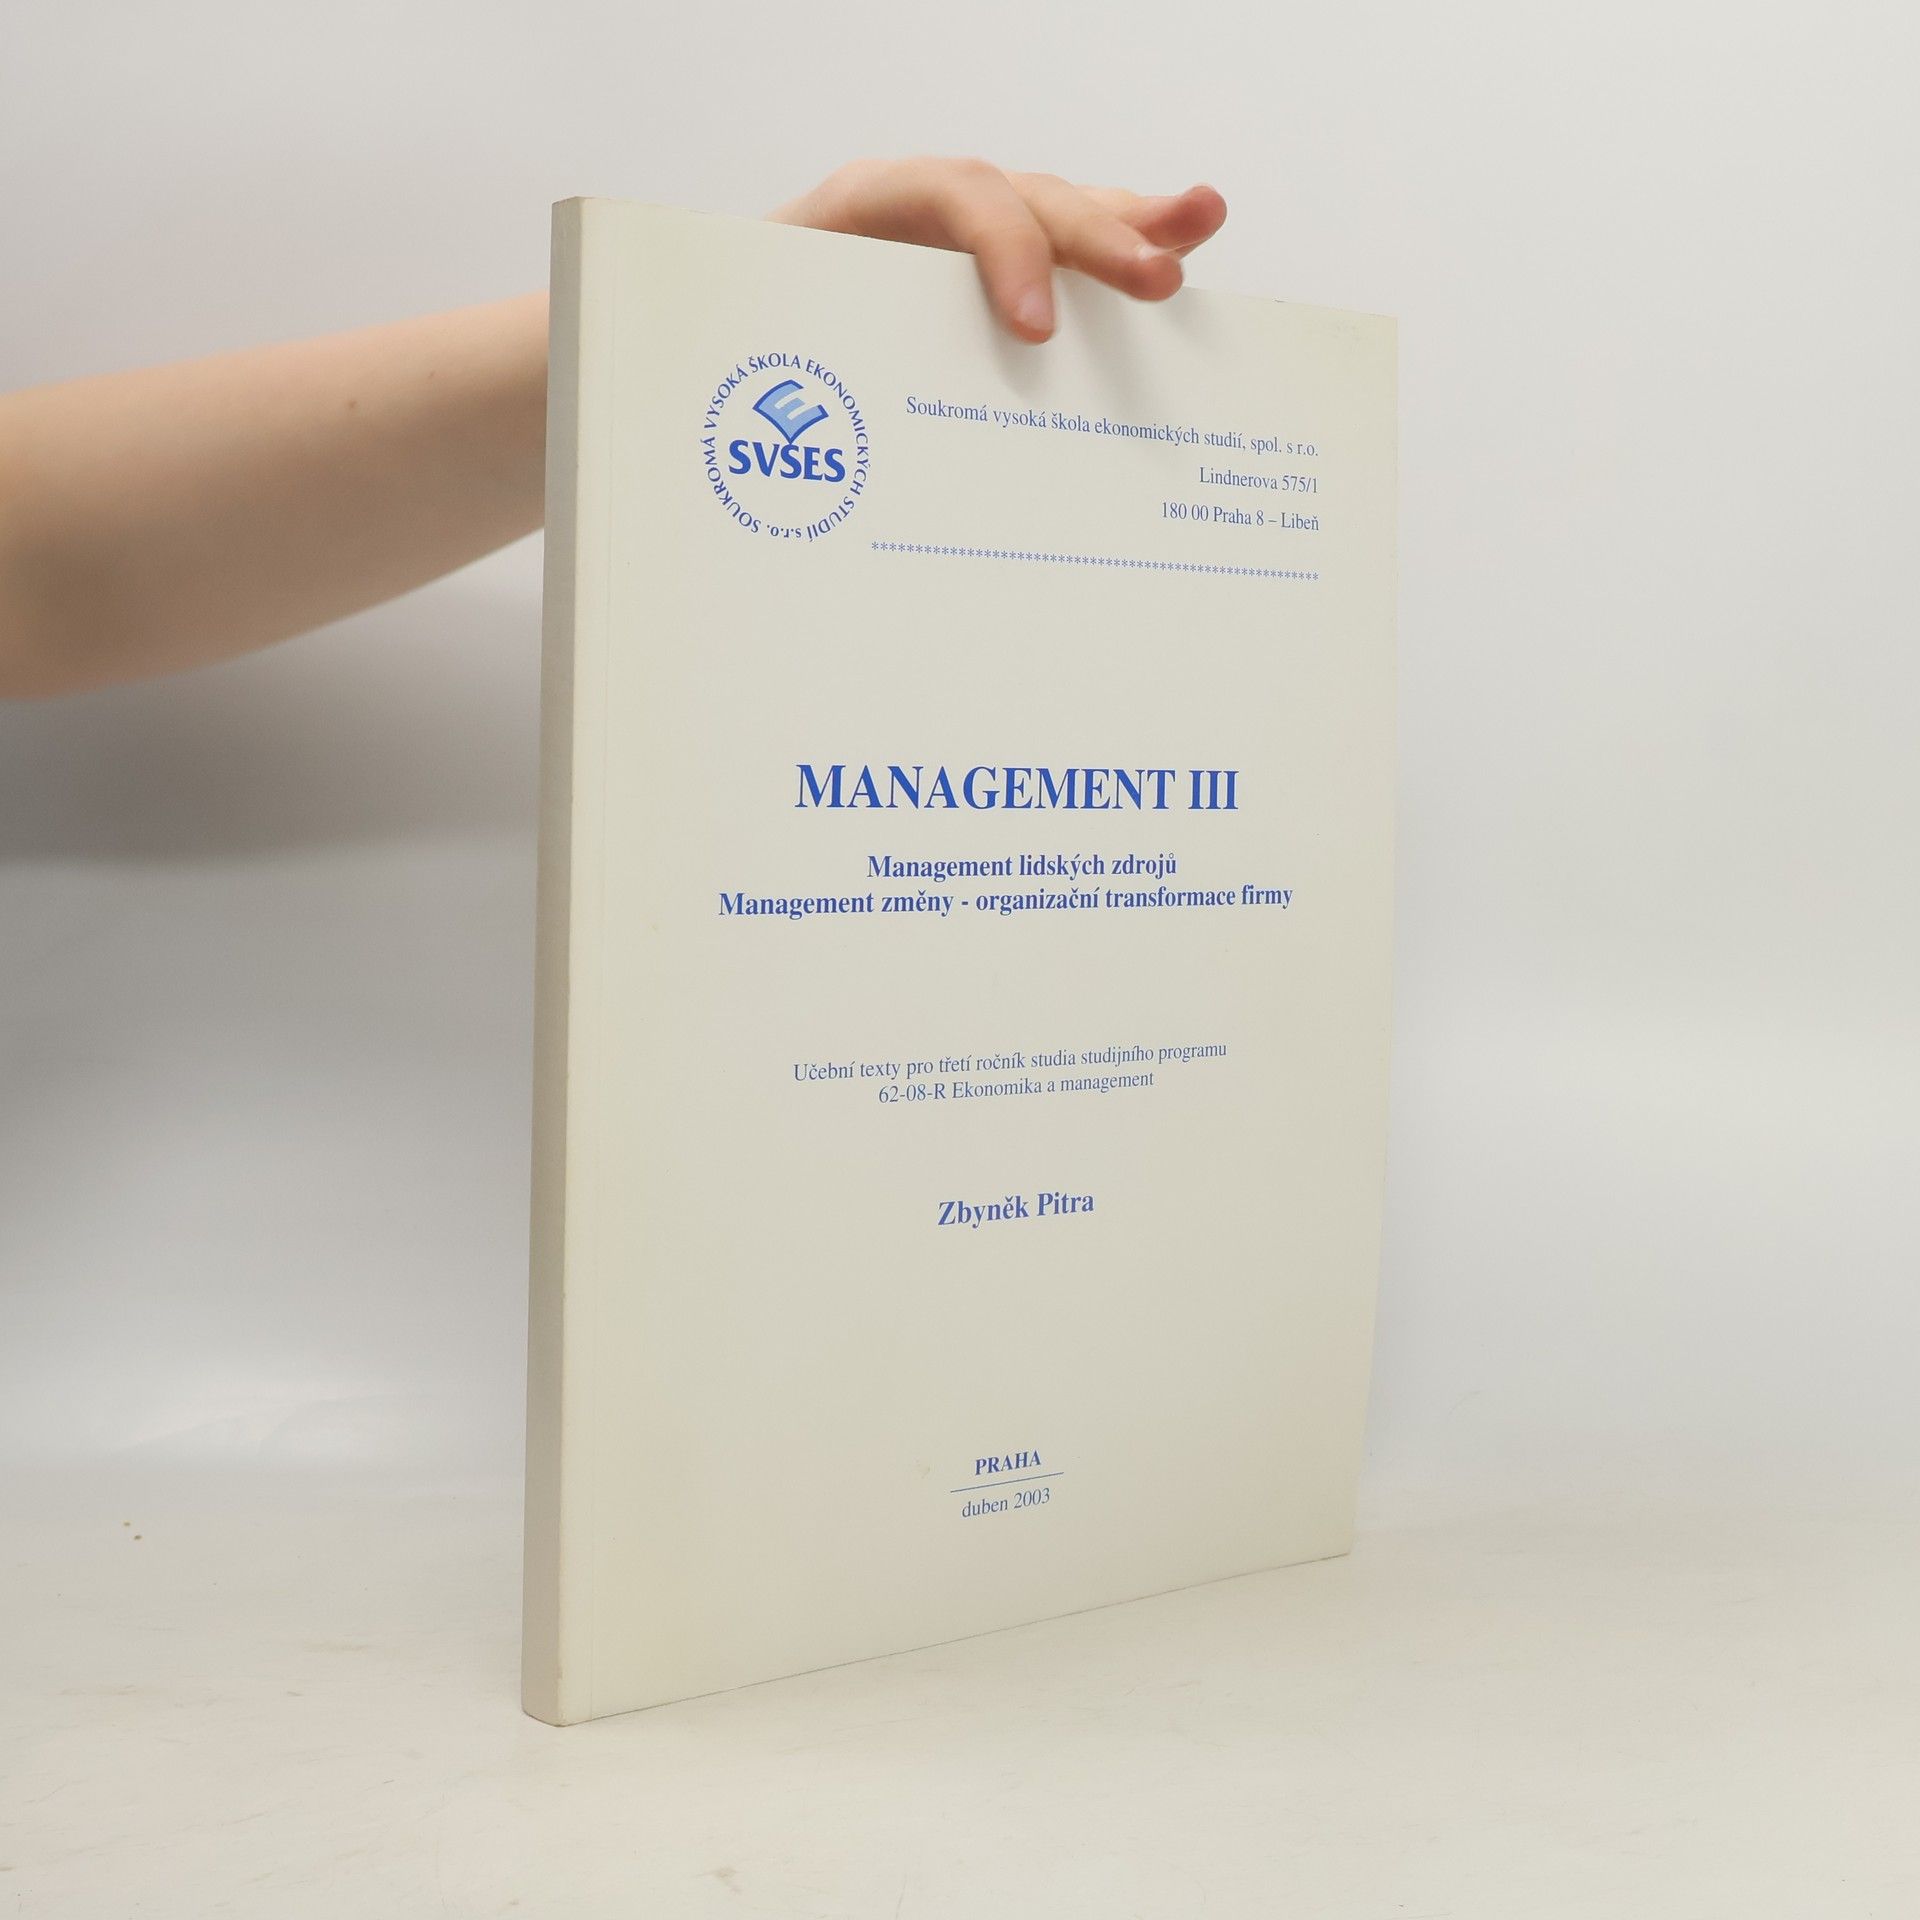 SOUKROMÁ VYSOKÁ ŠKOLA EKONOMICKÝCH STUDIÍ s.r.o.
SVŠES
Soukromá vysoká škola ekonomických studií, spol. s r.o.
Lindnerova 575/1
180 00 Praha 8 – Libeň
************************************************************
MANAGEMENT III
Management lidských zdrojů
Management změny - organizační transformace firmy
Učební texty pro třetí ročník studia studijního programu
62-08-R Ekonomika a management
Zbyněk Pitra
PRAHA
duben 2003